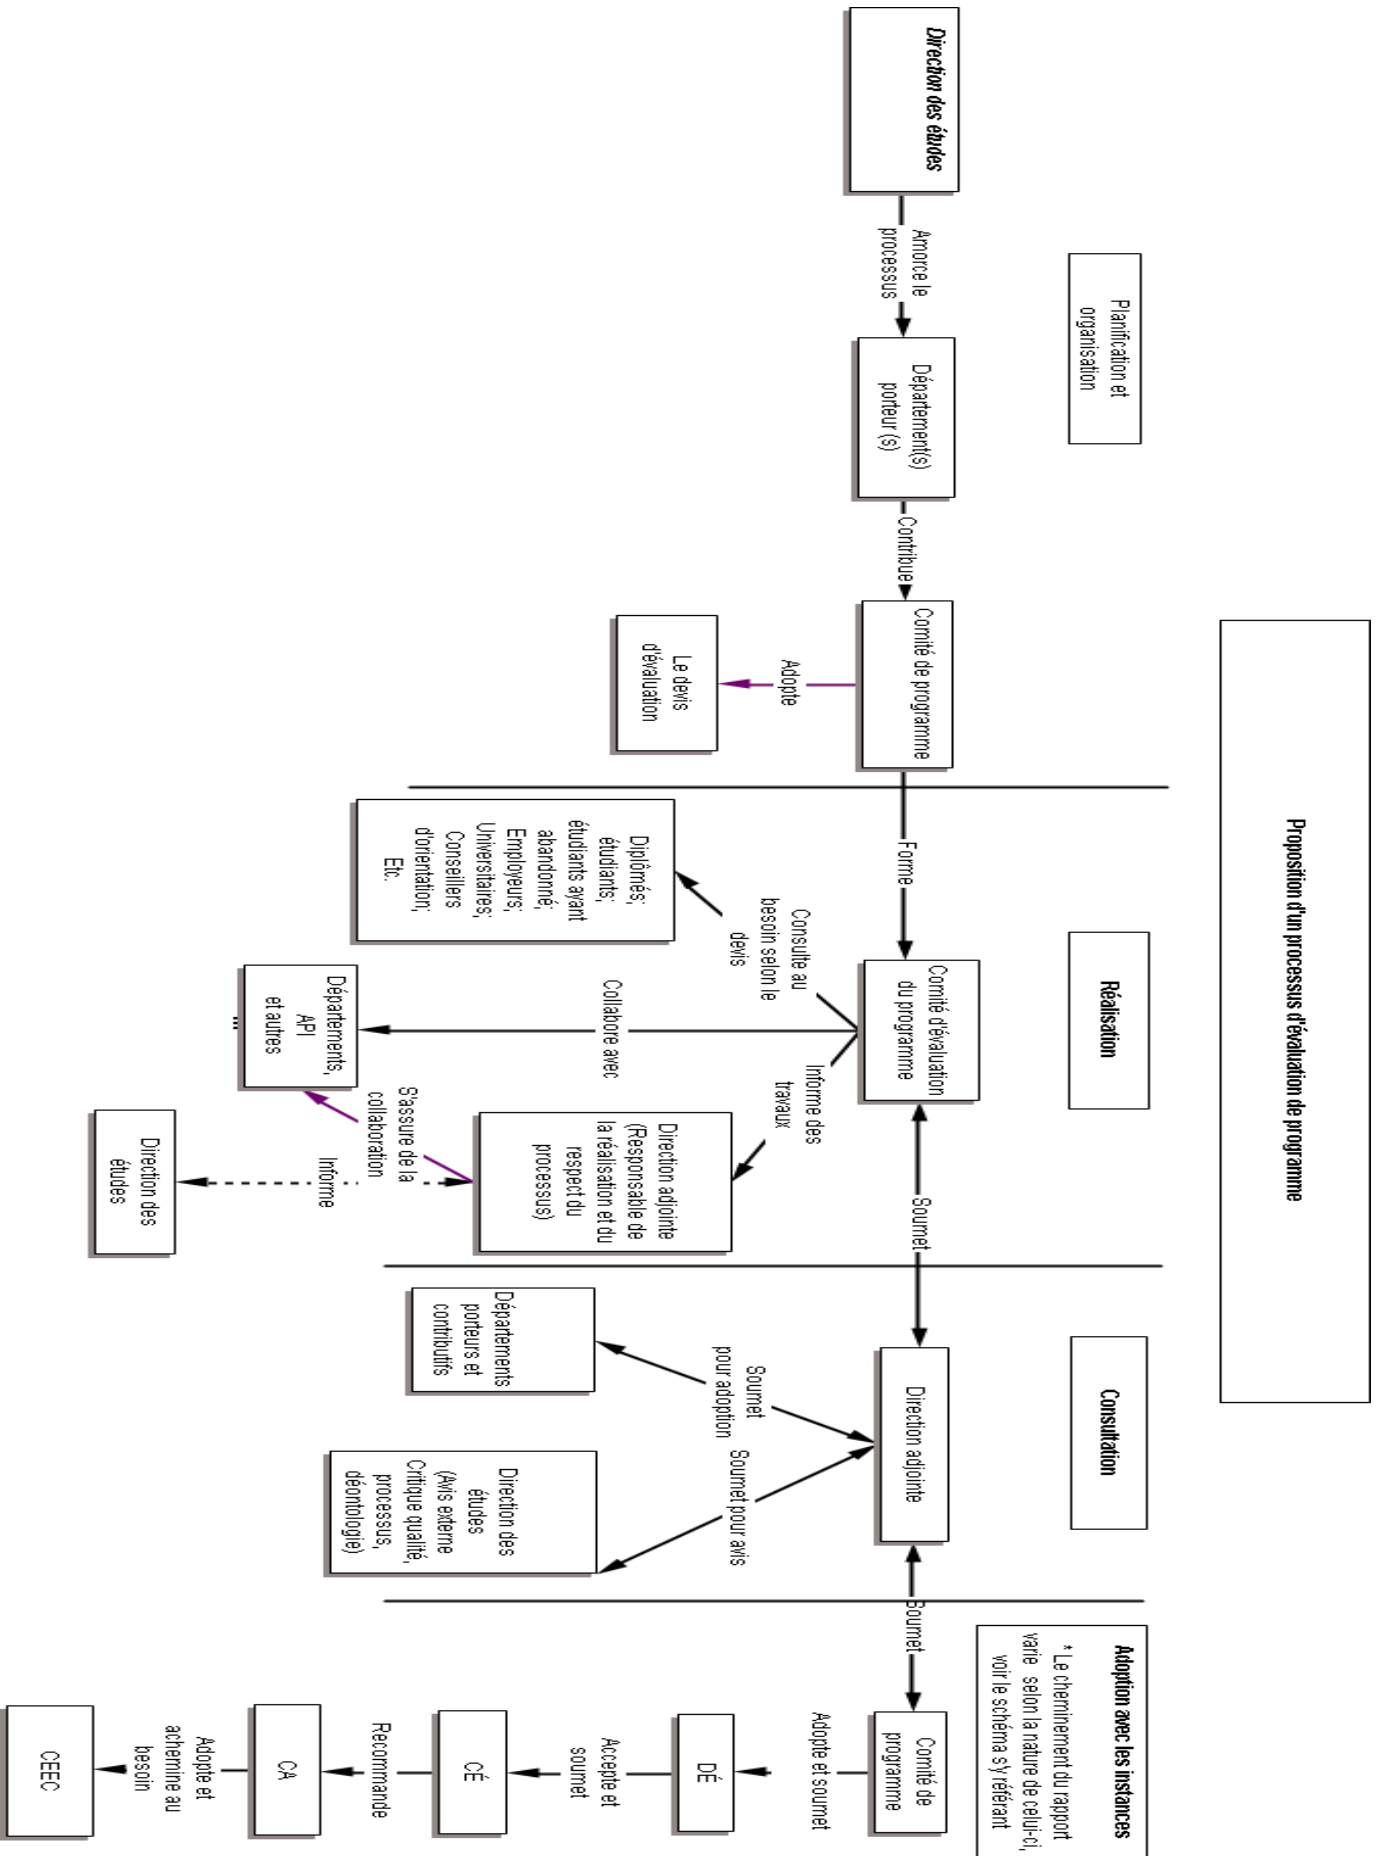 Proposition d'un processus d'évaluation de programme
Planification et
organisation
Réalisation
Consultation
Adoption avec les instances
* Le cheminement du rapport
varie selon la nature de celui-ci,
voir le schéma s'y référant
Direction des études
Amorce le
processus
Département(s)
porteur (s)
Contribue
Comité de programme
Adopte
Le devis
d'évaluation
Forme
Comité d'évaluation
du programme
Consulte au
besoin selon le
devis
Diplômés;
étudiants;
étudiants ayant
abandonné;
Employeurs;
Universitaires;
Conseillers
d'orientation;
Etc.
Collabore avec
Départements,
API
et autres
...
Informe des
travaux
Direction adjointe
(Responsable de
la réalisation et du
respect du
processus)
S'assure de la
collaboration
Informe
Direction des
études
Soumet
Direction adjointe
Soumet
pour adoption
Départements
porteurs et
contributifs
Soumet pour avis
Direction des
études
(Avis externe
Critique qualité,
processus,
déontologie)
Soumet
Comité de
programme
Adopte et soumet
DÉ
Accepte et
soumet
CÉ
Recommande
CA
Adopte et
achemine au
besoin
CEEC